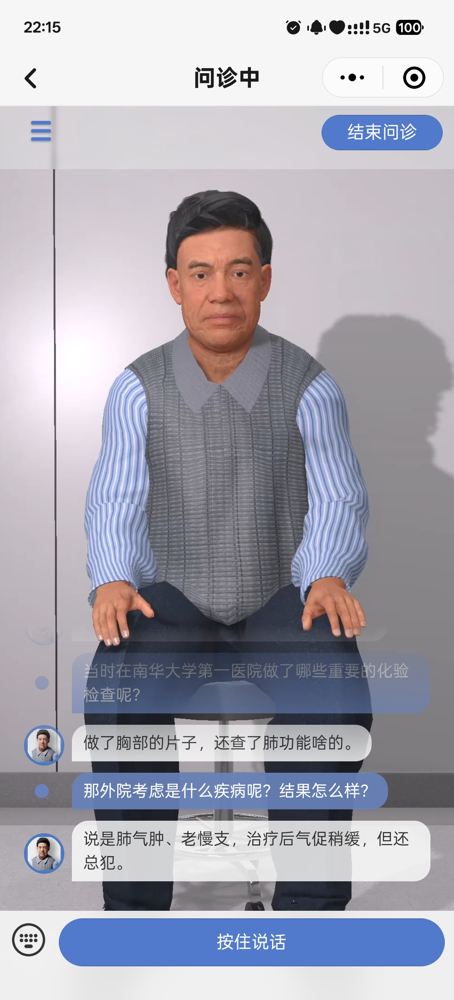 22:15
5G 100
问诊中
结束问诊
当时在南华大学第一医院做了哪些重要的化验
检查呢？
做了胸部的片子，还查了肺功能啥的。
那外院考虑是什么疾病呢？结果怎么样？
说是肺气肿、老慢支，治疗后气促稍缓，但还
总犯。
按住说话